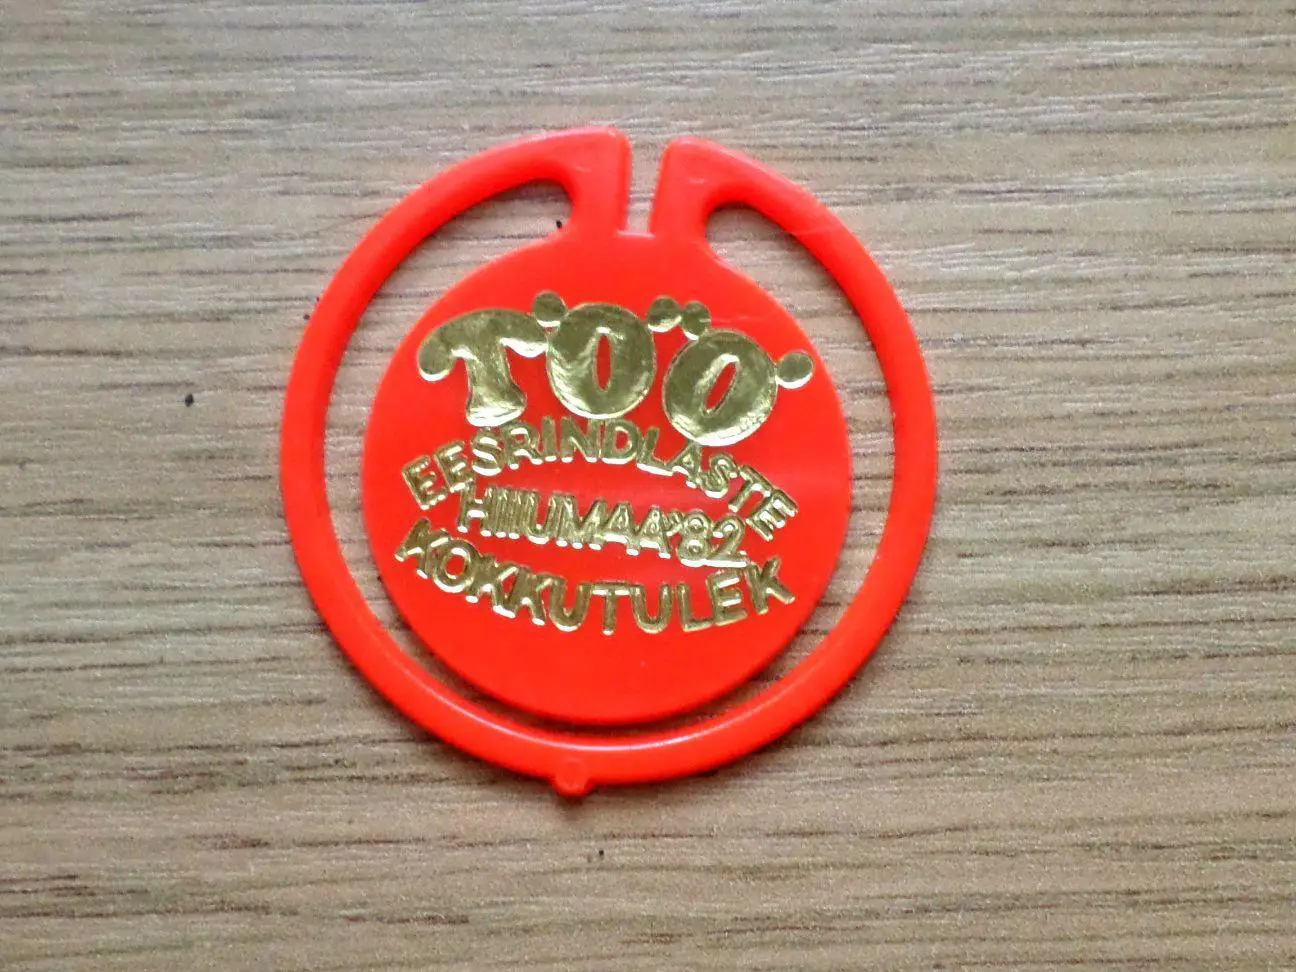 TÖÖ
EESRINDLASTE
HIIUMAA'82
KOKKUTULEK